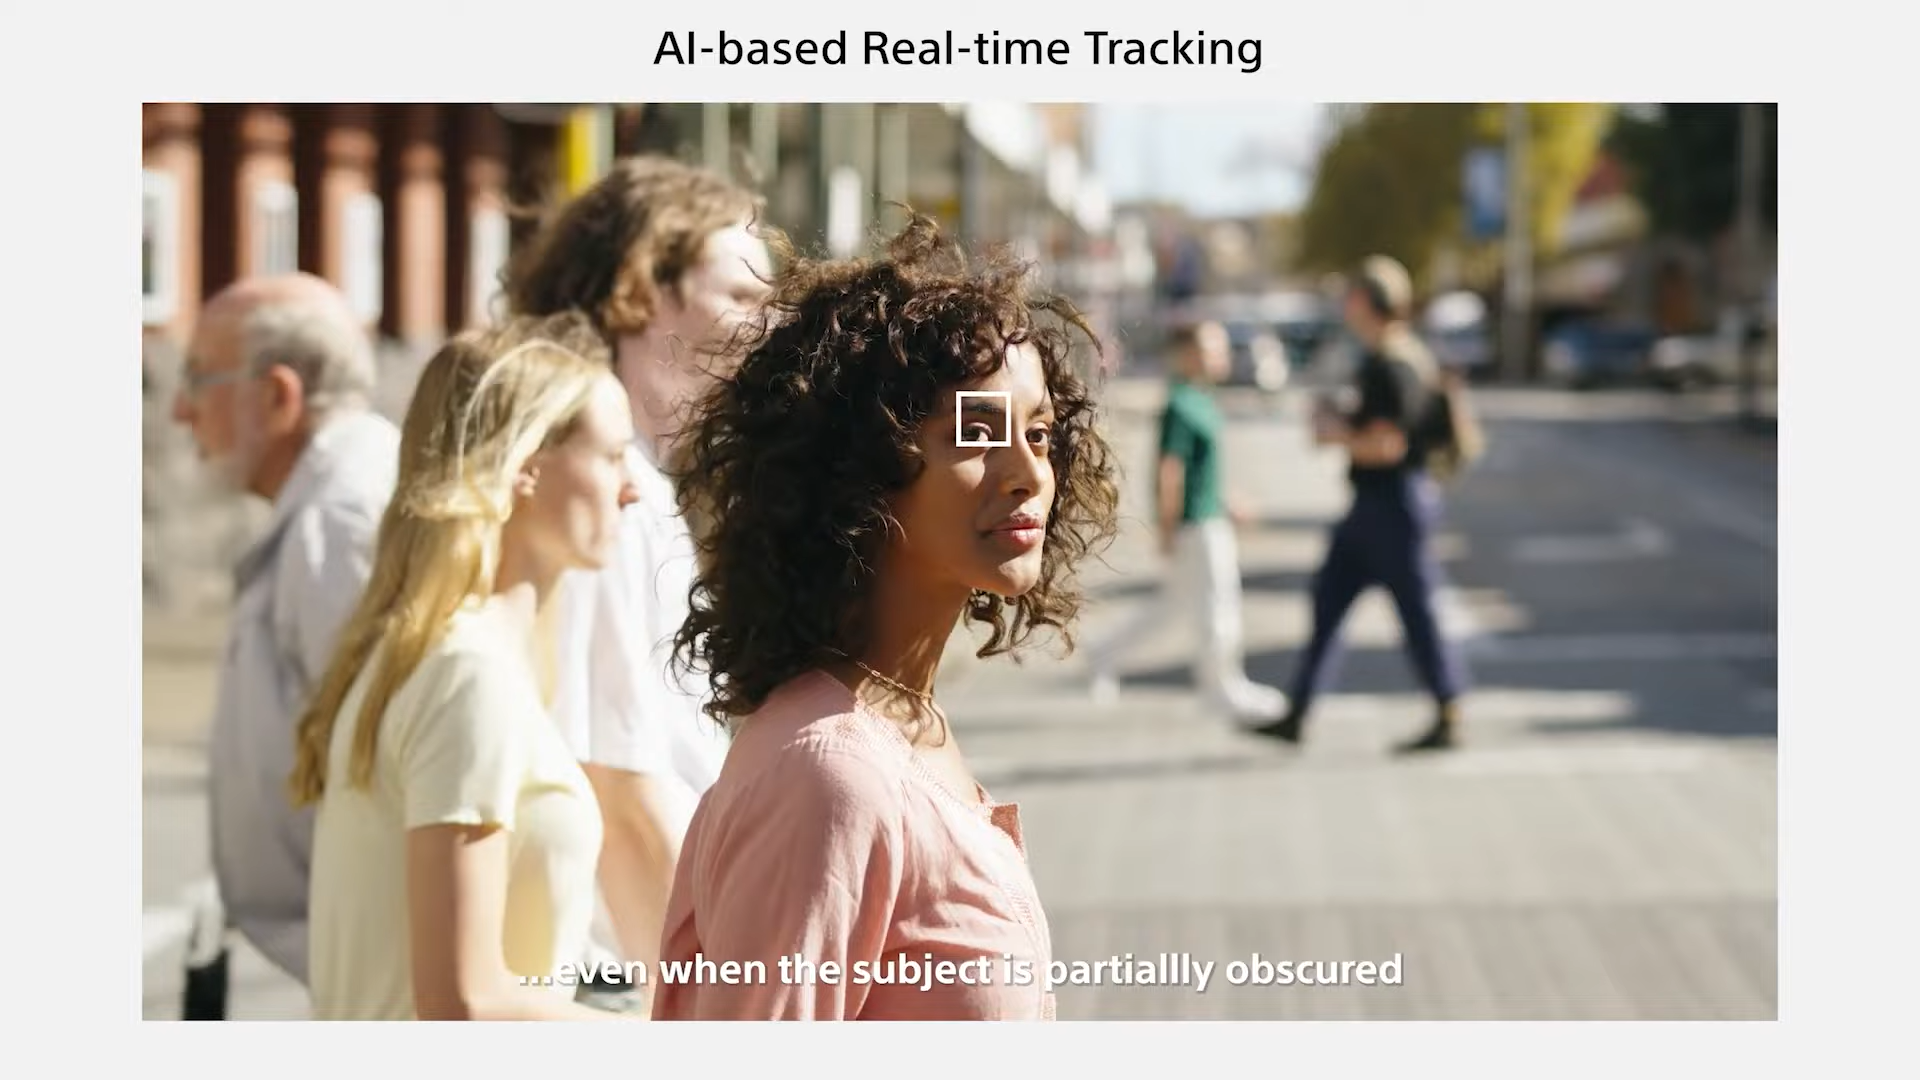 AI-based Real-time Tracking
...even when the subject is partiallly obscured